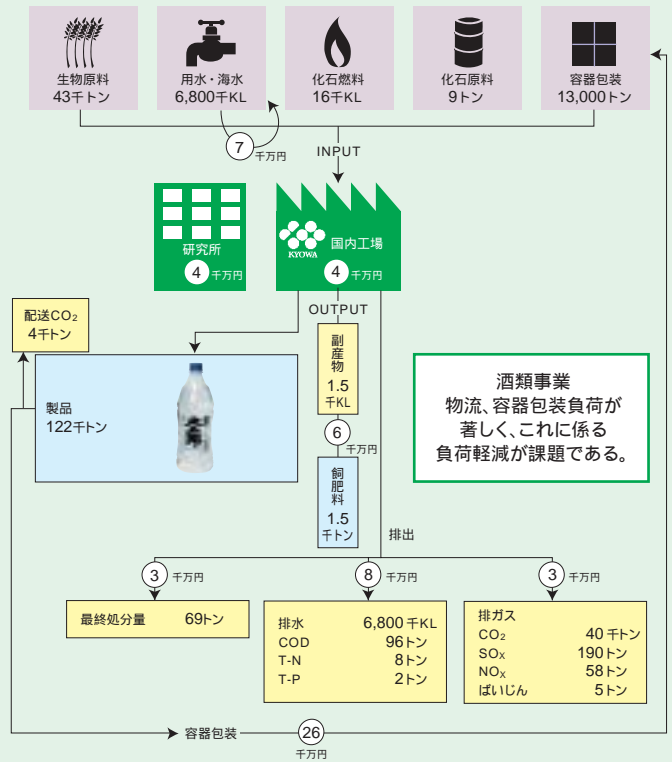 生物原料
43千トン
用水・海水
6,800千KL
化石燃料
16千KL
化石原料
9トン
容器包装
13,000トン
7
千万円
INPUT
研究所
4 千万円
KYOWA
国内工場
4 千万円
OUTPUT
配送CO₂
4千トン
製品
122千トン
副産物
1.5
千KL
6
千万円
飼肥料
1.5
千トン
酒類事業
物流、容器包装負荷が
著しく、これに係る
負荷軽減が課題である。
排出
3 千万円
8 千万円
3 千万円
最終処分量 69トン
排水 6,800千KL
COD 96トン
T-N 8トン
T-P 2トン
排ガス
CO₂ 40千トン
SOx 190トン
NOx 58トン
ばいじん 5トン
容器包装
26
千万円